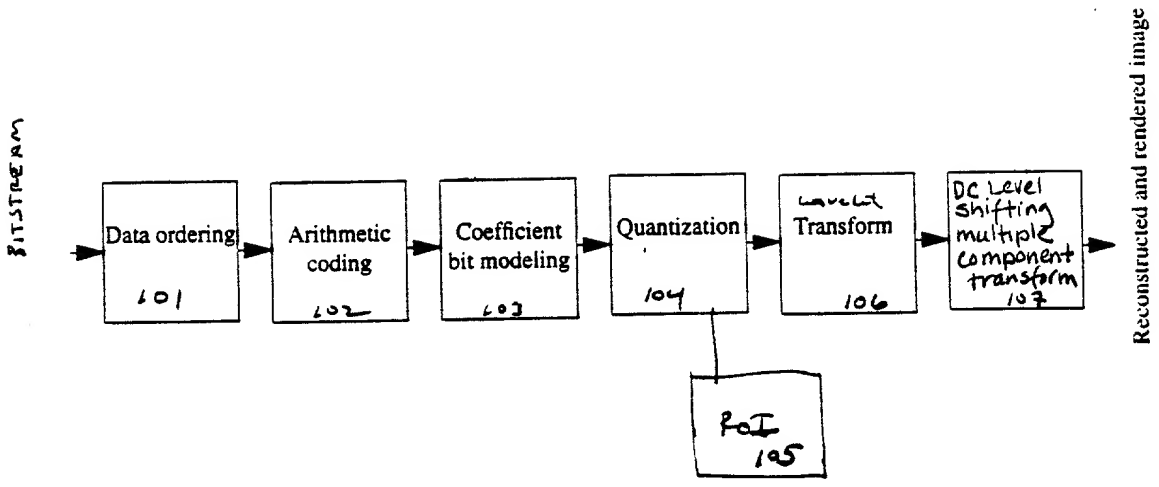 BITSTREAM
Data ordering
101
Arithmetic
coding
102
Coefficient
bit modeling
103
Quantization
104
wavelet
Transform
106
DC Level
shifting
multiple
component
transform
107
RoI
105
Reconstructed and rendered image